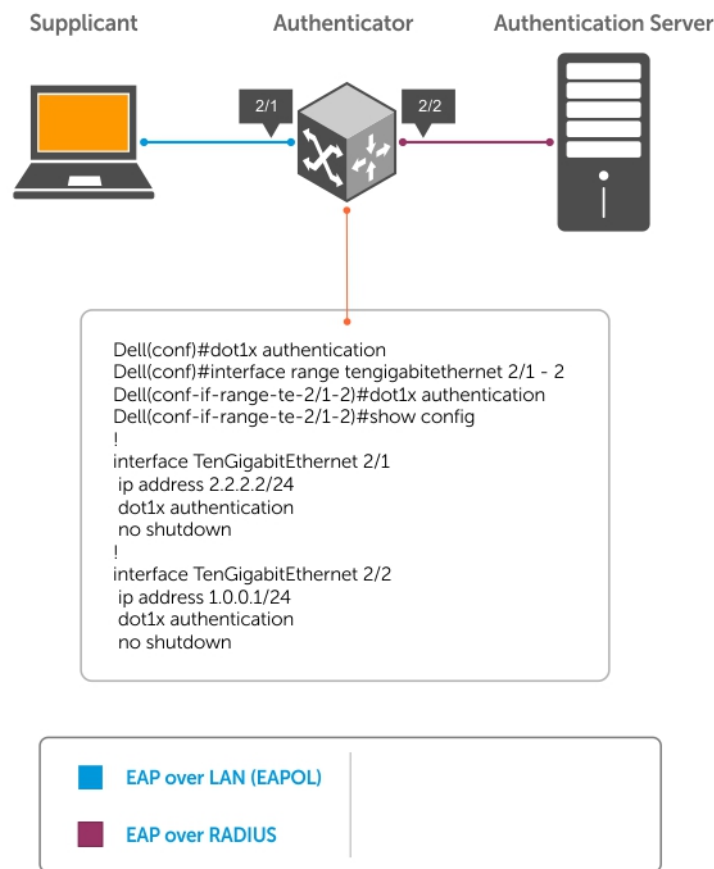 Supplicant
Authenticator
Authentication Server
2/1
2/2
Dell(conf)#dot1x authentication
Dell(conf)#interface range tengigabitethernet 2/1 - 2
Dell(conf-if-range-te-2/1-2)#dot1x authentication
Dell(conf-if-range-te-2/1-2)#show config
!
interface TenGigabitEthernet 2/1
ip address 2.2.2.2/24
dot1x authentication
no shutdown
!
interface TenGigabitEthernet 2/2
ip address 1.0.0.1/24
dot1x authentication
no shutdown
EAP over LAN (EAPOL)
EAP over RADIUS